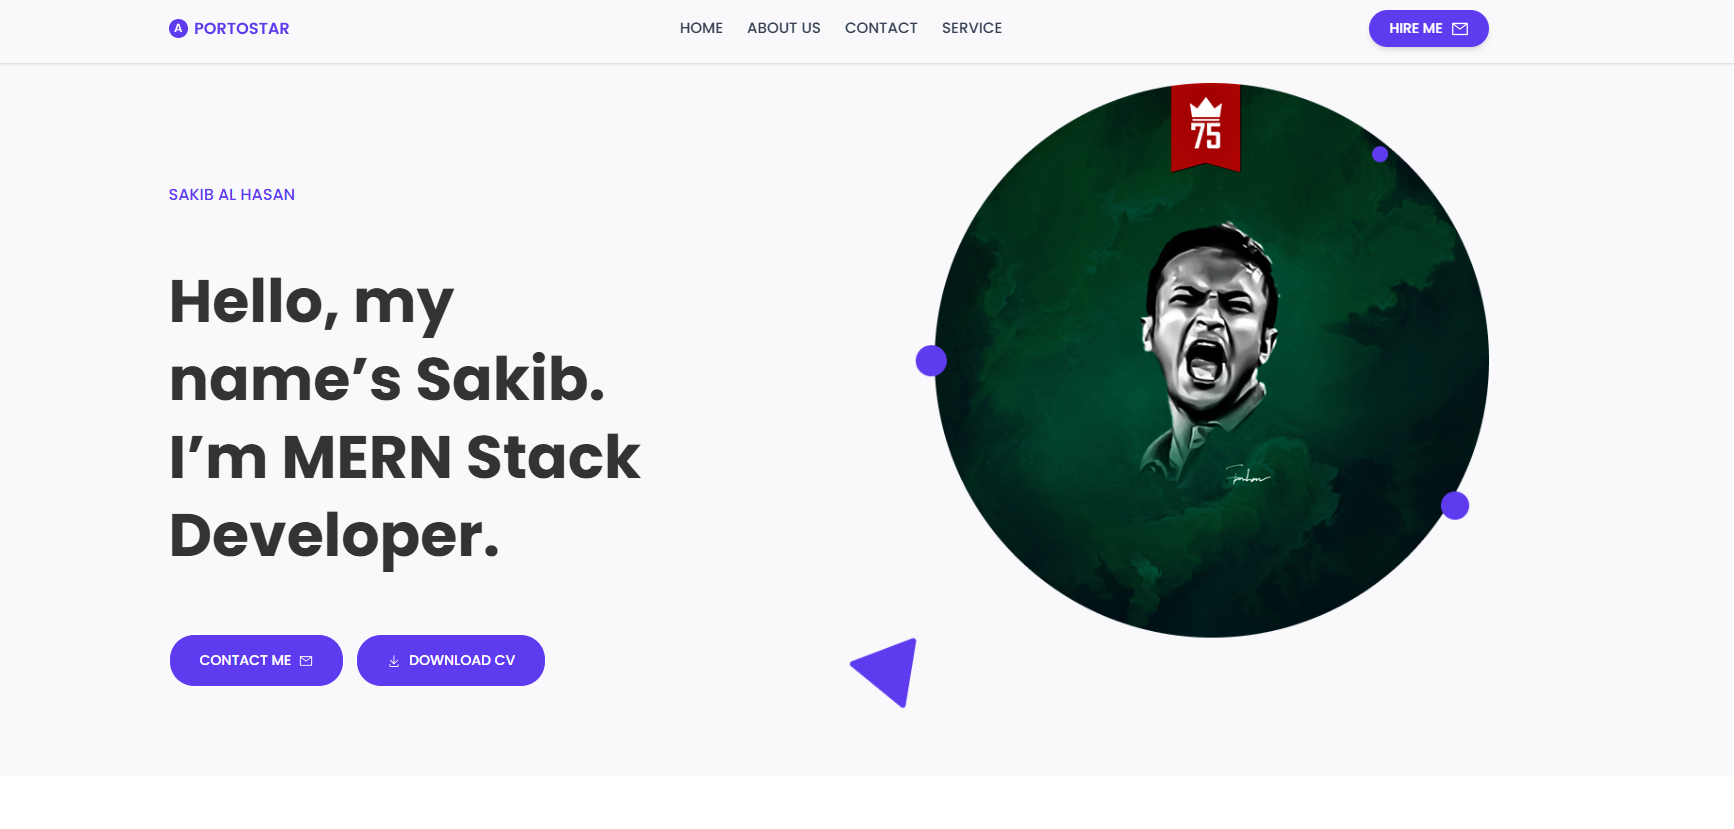 A PORTOSTAR
HOME ABOUT US CONTACT SERVICE
HIRE ME
75
SAKIB AL HASAN
Hello, my
name’s Sakib.
I’m MERN Stack
Developer.
CONTACT ME
DOWNLOAD CV